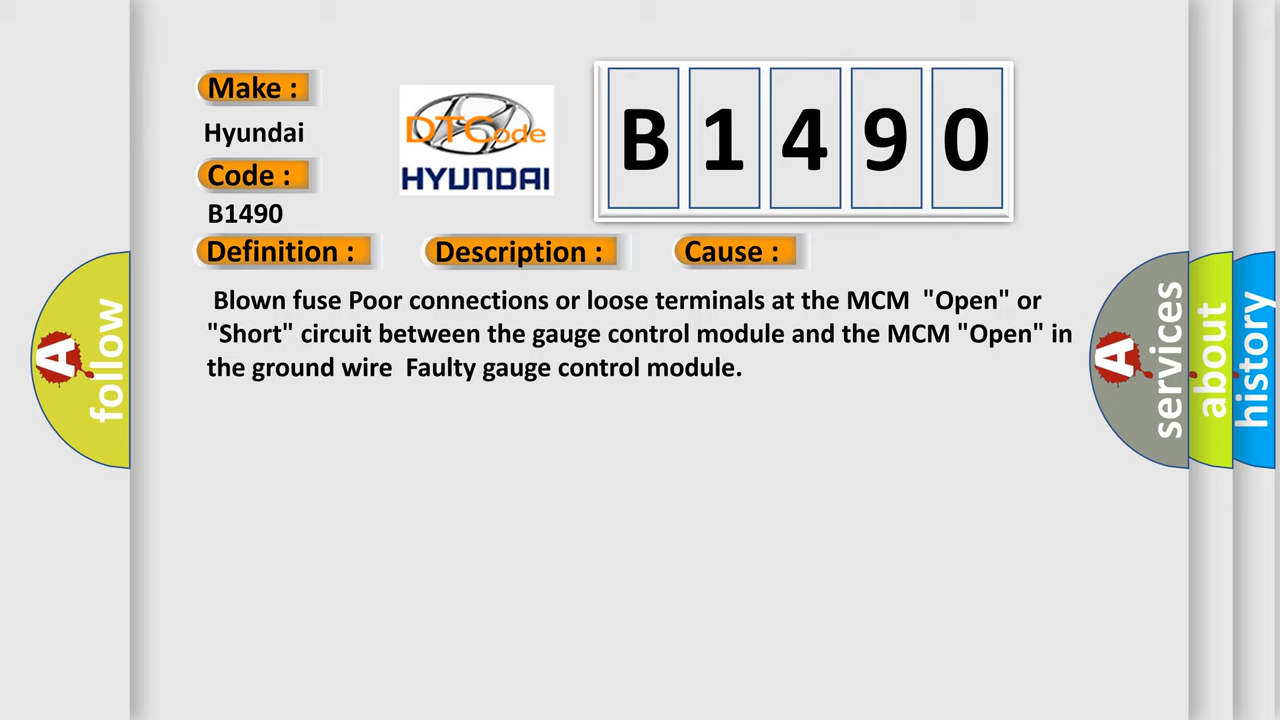 Make :
Hyundai
Code :
B1490
DTCode
HYUNDAI
B 1 4 9 0
Definition : Description : Cause :
Blown fuse Poor connections or loose terminals at the MCM "Open" or
"Short" circuit between the gauge control module and the MCM "Open" in
the ground wire Faulty gauge control module.
A follow
A services
about
history